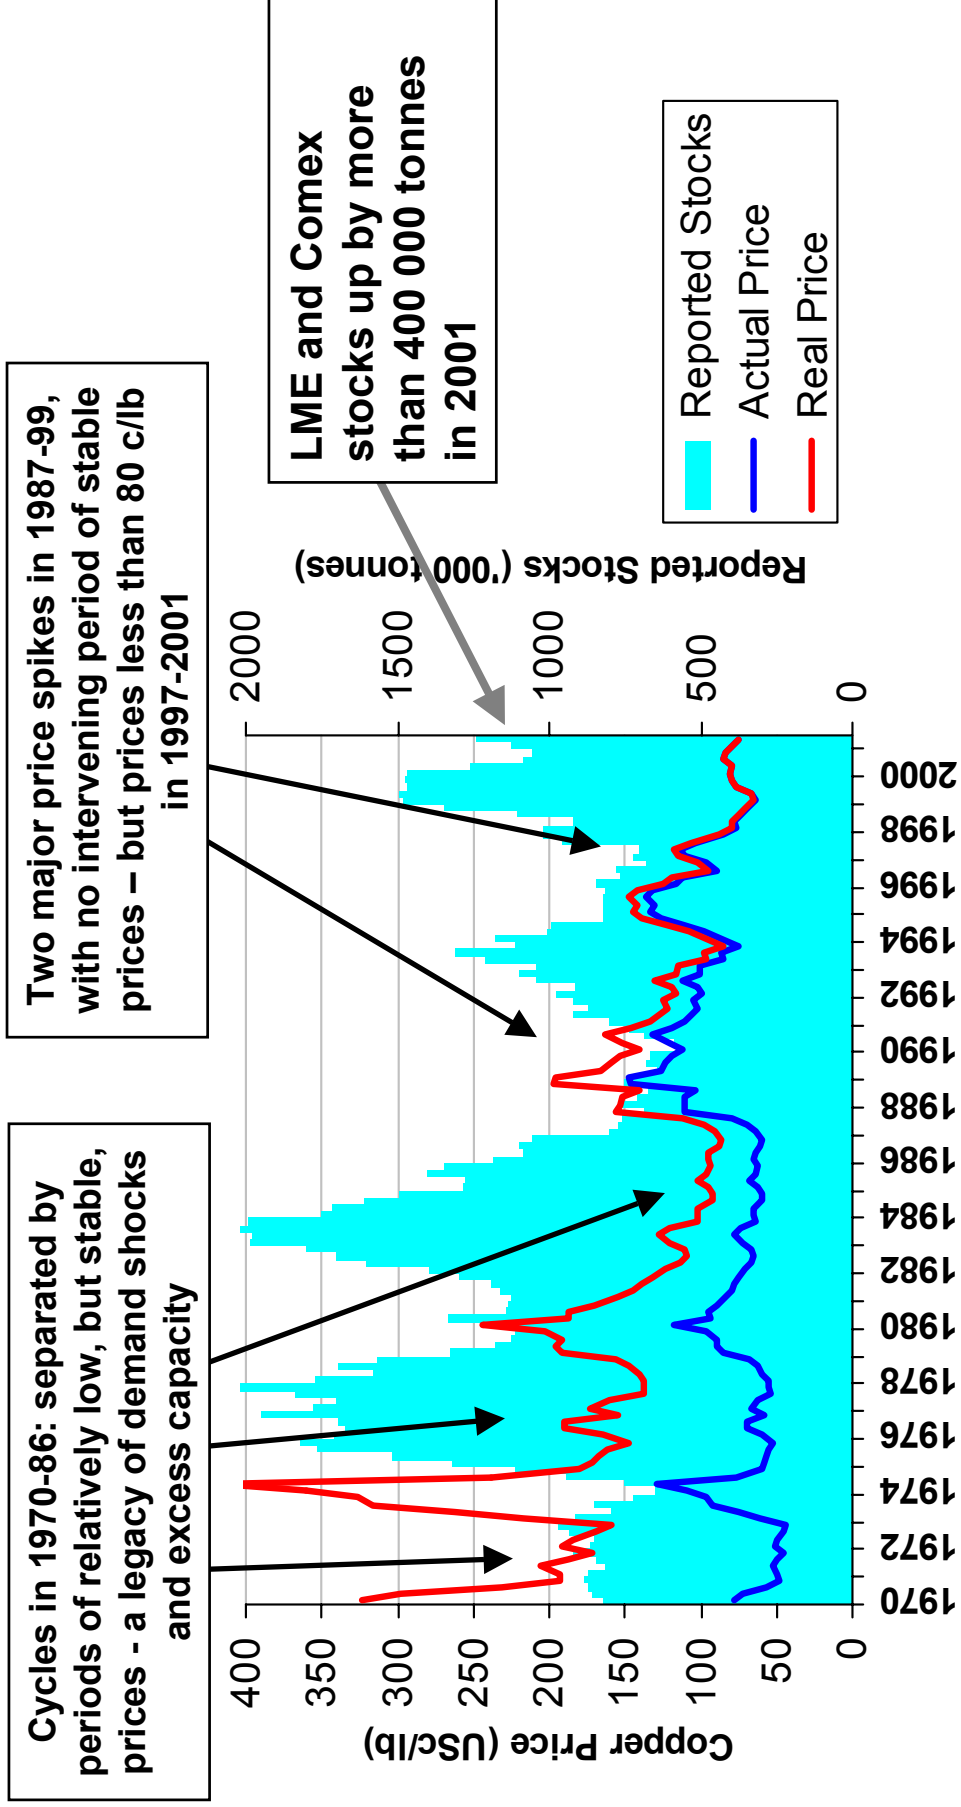 Cycles in 1970-86: separated by
periods of relatively low, but stable,
prices - a legacy of demand shocks
and excess capacity
Two major price spikes in 1987-99,
with no intervening period of stable
prices – but prices less than 80 c/lb
in 1997-2001
LME and Comex
stocks up by more
than 400 000 tonnes
in 2001
Copper Price (USc/lb)
400
350
300
250
200
150
100
50
0
1970
1972
1974
1976
1978
1980
1982
1984
1986
1988
1990
1992
1994
1996
1998
2000
2000
1500
1000
500
0
Reported Stocks ('000 tonnes)
Reported Stocks
Actual Price
Real Price